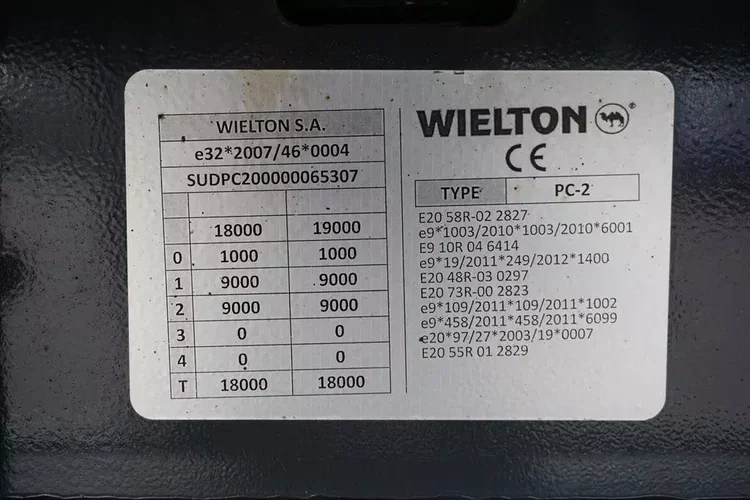 WIELTON S.A.
e32*2007/46*0004
SUDPC200000065307
18000 19000
0 1000 1000
1 9000 9000
2 9000 9000
3 0 0
4 0 0
T 18000 18000
WIELTON ®
CE
TYPE PC-2
E20 58R-02 2827
e9*1003/2010*1003/2010*6001
E9 10R 04 6414
e9*19/2011*249/2012*1400
E20 48R-03 0297
E20 73R-00 2823
e9*109/2011*109/2011*1002
e9*458/2011*458/2011*6099
e20*97/27*2003/19*0007
E20 55R 01 2829